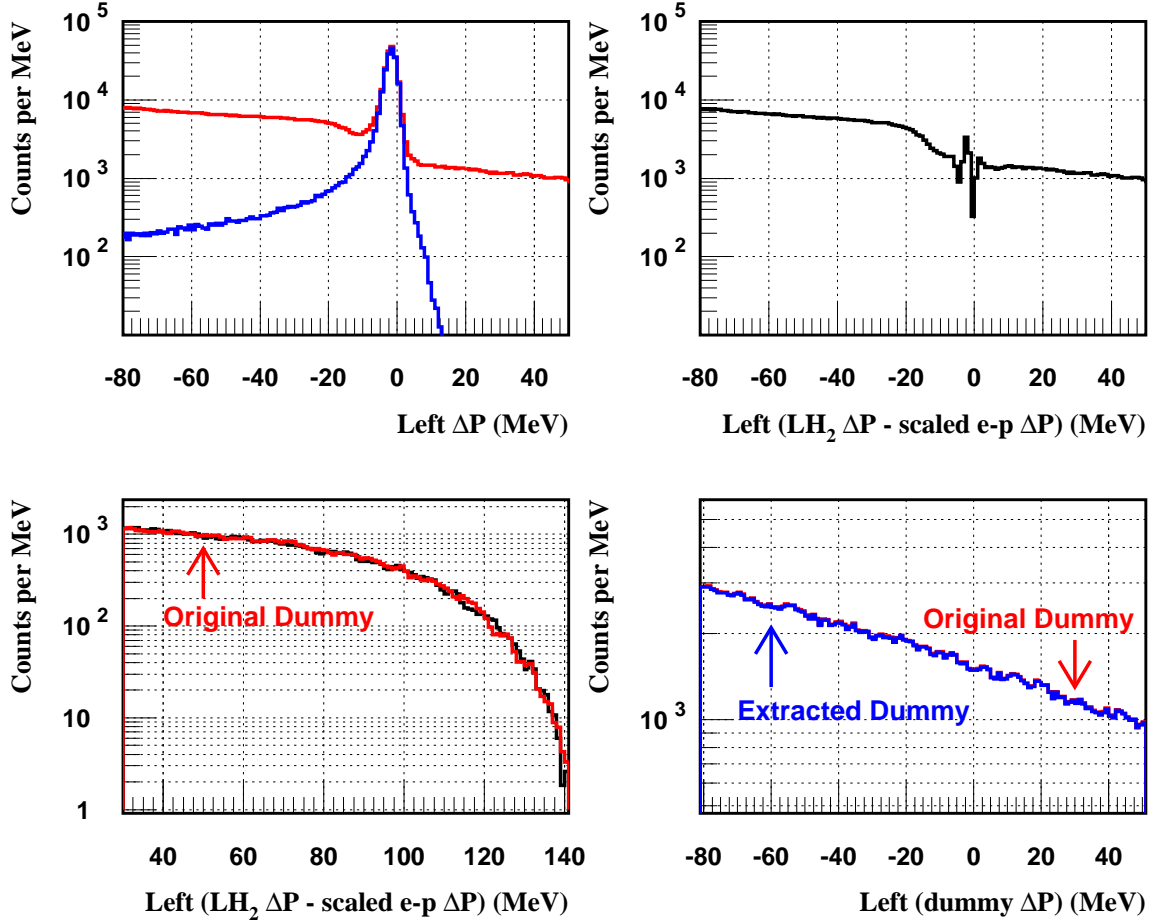 Counts per MeV
10^5
10^4
10^3
10^2
-80 -60 -40 -20 0 20 40
Left ΔP (MeV)
Counts per MeV
10^5
10^4
10^3
10^2
-80 -60 -40 -20 0 20 40
Left (LH₂ ΔP - scaled e-p ΔP) (MeV)
Counts per MeV
10^3
10^2
10
1
Original Dummy
40 60 80 100 120 140
Left (LH₂ ΔP - scaled e-p ΔP) (MeV)
Counts per MeV
10^3
Original Dummy
Extracted Dummy
-80 -60 -40 -20 0 20 40
Left (dummy ΔP) (MeV)